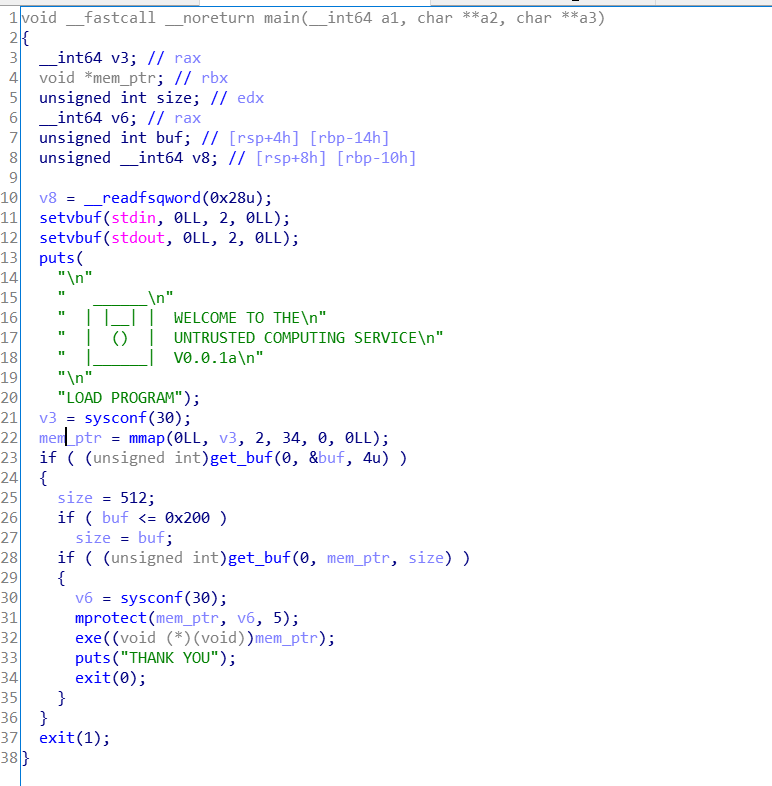 1 void __fastcall __noreturn main(__int64 a1, char **a2, char **a3)
2 {
3   __int64 v3; // rax
4   void *mem_ptr; // rbx
5   unsigned int size; // edx
6   __int64 v6; // rax
7   unsigned int buf; // [rsp+4h] [rbp-14h]
8   unsigned __int64 v8; // [rsp+8h] [rbp-10h]
9
10   v8 = __readfsqword(0x28u);
11   setvbuf(stdin, 0LL, 2, 0LL);
12   setvbuf(stdout, 0LL, 2, 0LL);
13   puts(
14     "\n"
15     "   ______\n"
16     "  | |__| |  WELCOME TO THE\n"
17     "  |  ()  |  UNTRUSTED COMPUTING SERVICE\n"
18     "  |______|  V0.0.1a\n"
19     "\n"
20     "LOAD PROGRAM");
21   v3 = sysconf(30);
22   mem_ptr = mmap(0LL, v3, 2, 34, 0, 0LL);
23   if ( (unsigned int)get_buf(0, &buf, 4u) )
24   {
25     size = 512;
26     if ( buf <= 0x200 )
27       size = buf;
28     if ( (unsigned int)get_buf(0, mem_ptr, size) )
29     {
30       v6 = sysconf(30);
31       mprotect(mem_ptr, v6, 5);
32       exe((void (*)(void))mem_ptr);
33       puts("THANK YOU");
34       exit(0);
35     }
36   }
37   exit(1);
38 }